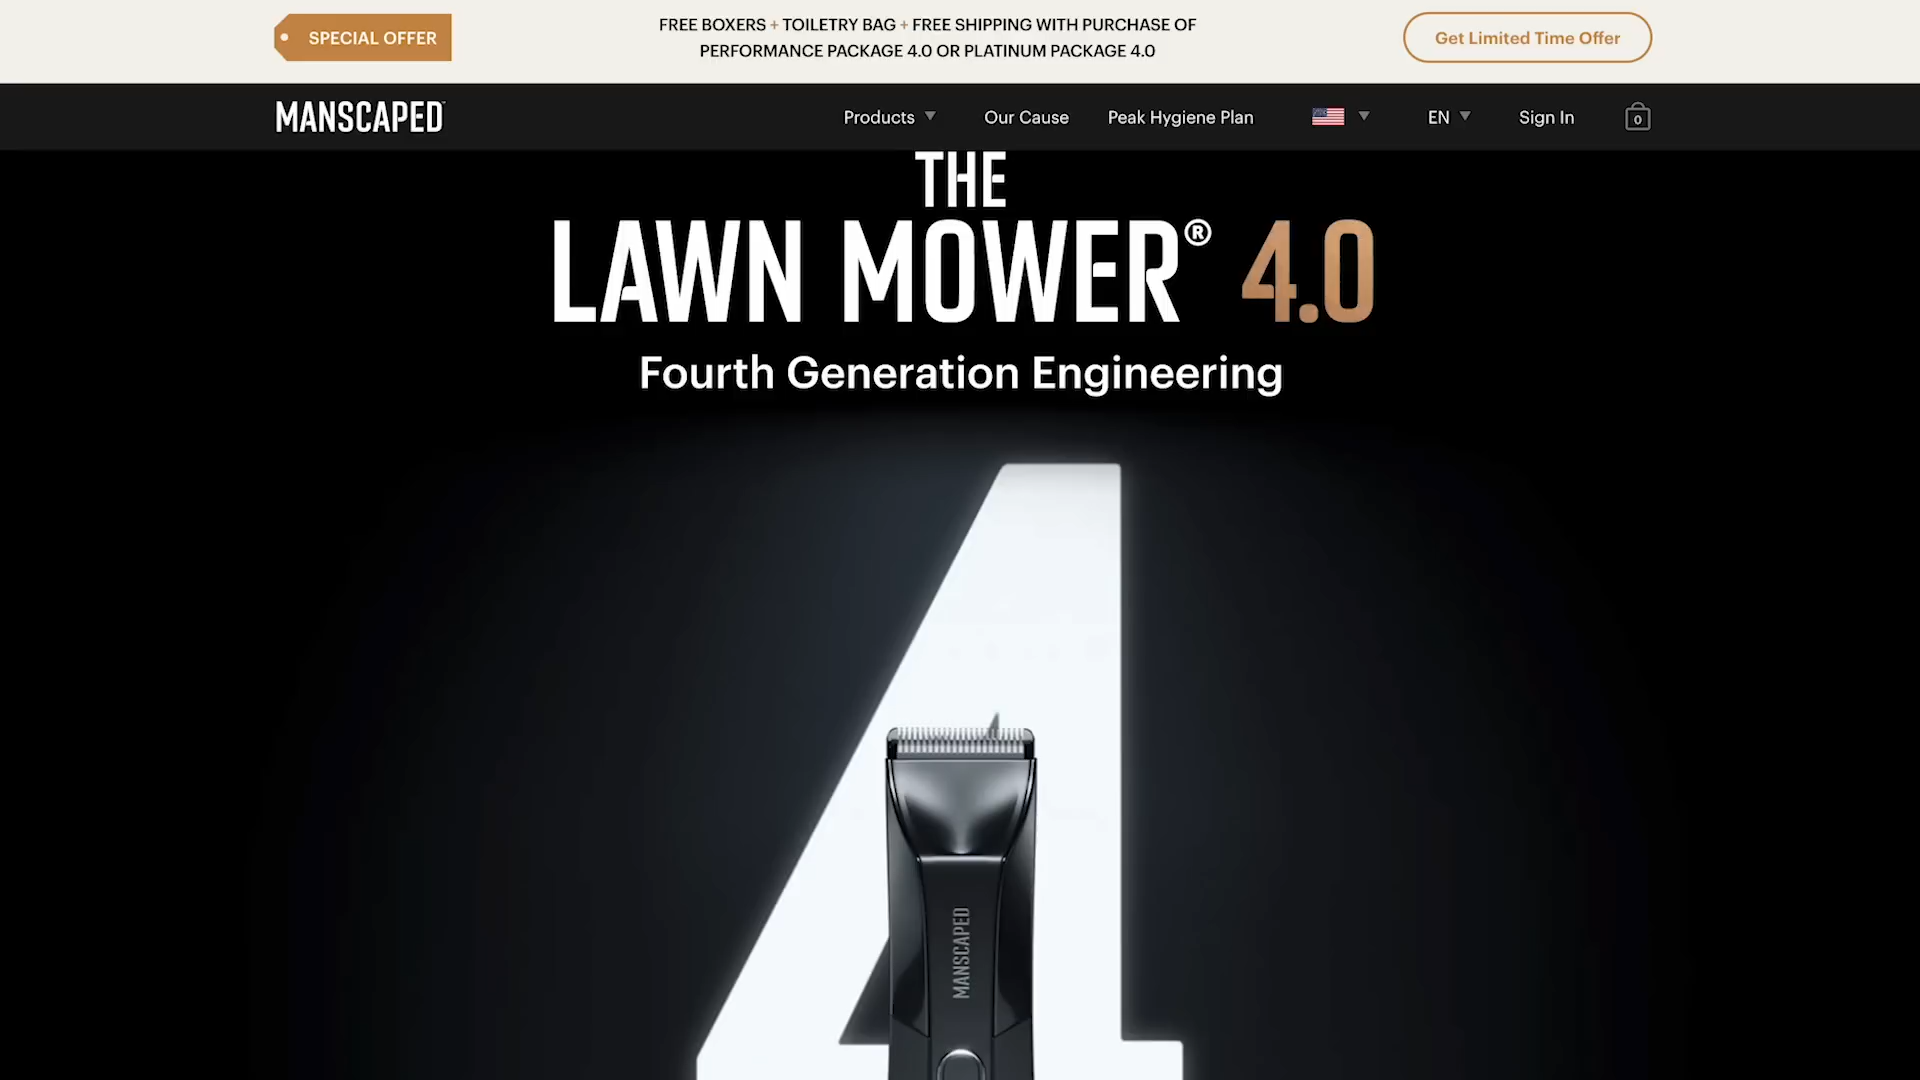 SPECIAL OFFER
FREE BOXERS + TOILETRY BAG + FREE SHIPPING WITH PURCHASE OF
PERFORMANCE PACKAGE 4.0 OR PLATINUM PACKAGE 4.0
Get Limited Time Offer
MANSCAPED
Products
Our Cause
Peak Hygiene Plan
EN
Sign In
0
THE
LAWN MOWER® 4.0
Fourth Generation Engineering
4
MANSCAPED